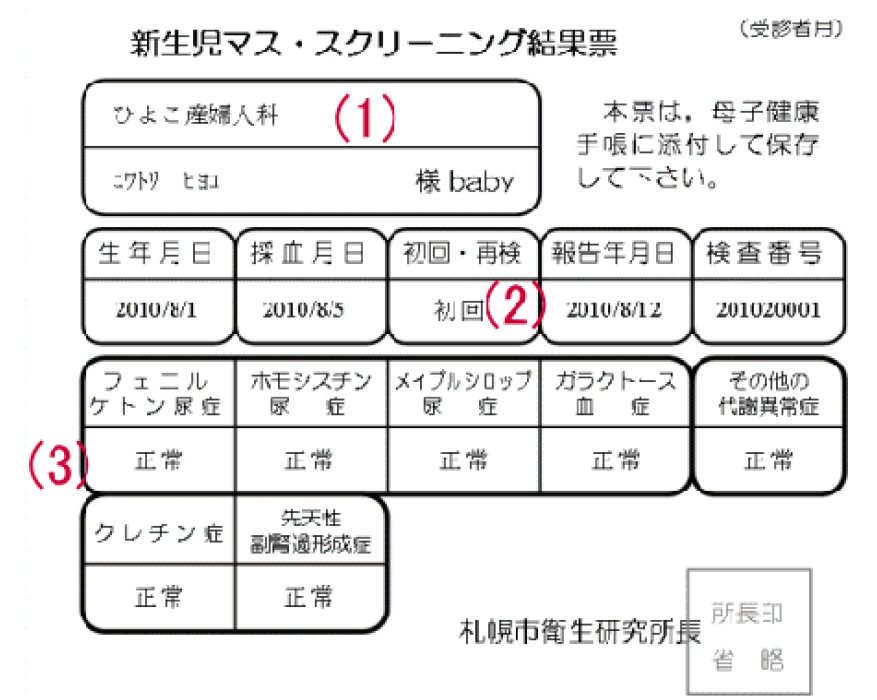 (受診者用)
新生児マス・スクリーニング結果票
ひよこ産婦人科 (1)
ニワトリ ヒヨコ 様 baby
本票は，母子健康
手帳に添付して保存
して下さい。
生年月日 採血月日 初回・再検 報告年月日 検査番号
2010/8/1 2010/8/5 初回 (2) 2010/8/12 201020001
フェニル ホモシスチン メイプルシロップ ガラクトース その他の
ケトン尿症 尿症 尿症 血症 代謝異常症
(3) 正常 正常 正常 正常 正常
クレチン症 先天性
副腎過形成症
正常 正常
札幌市衛生研究所長
所長印
省略